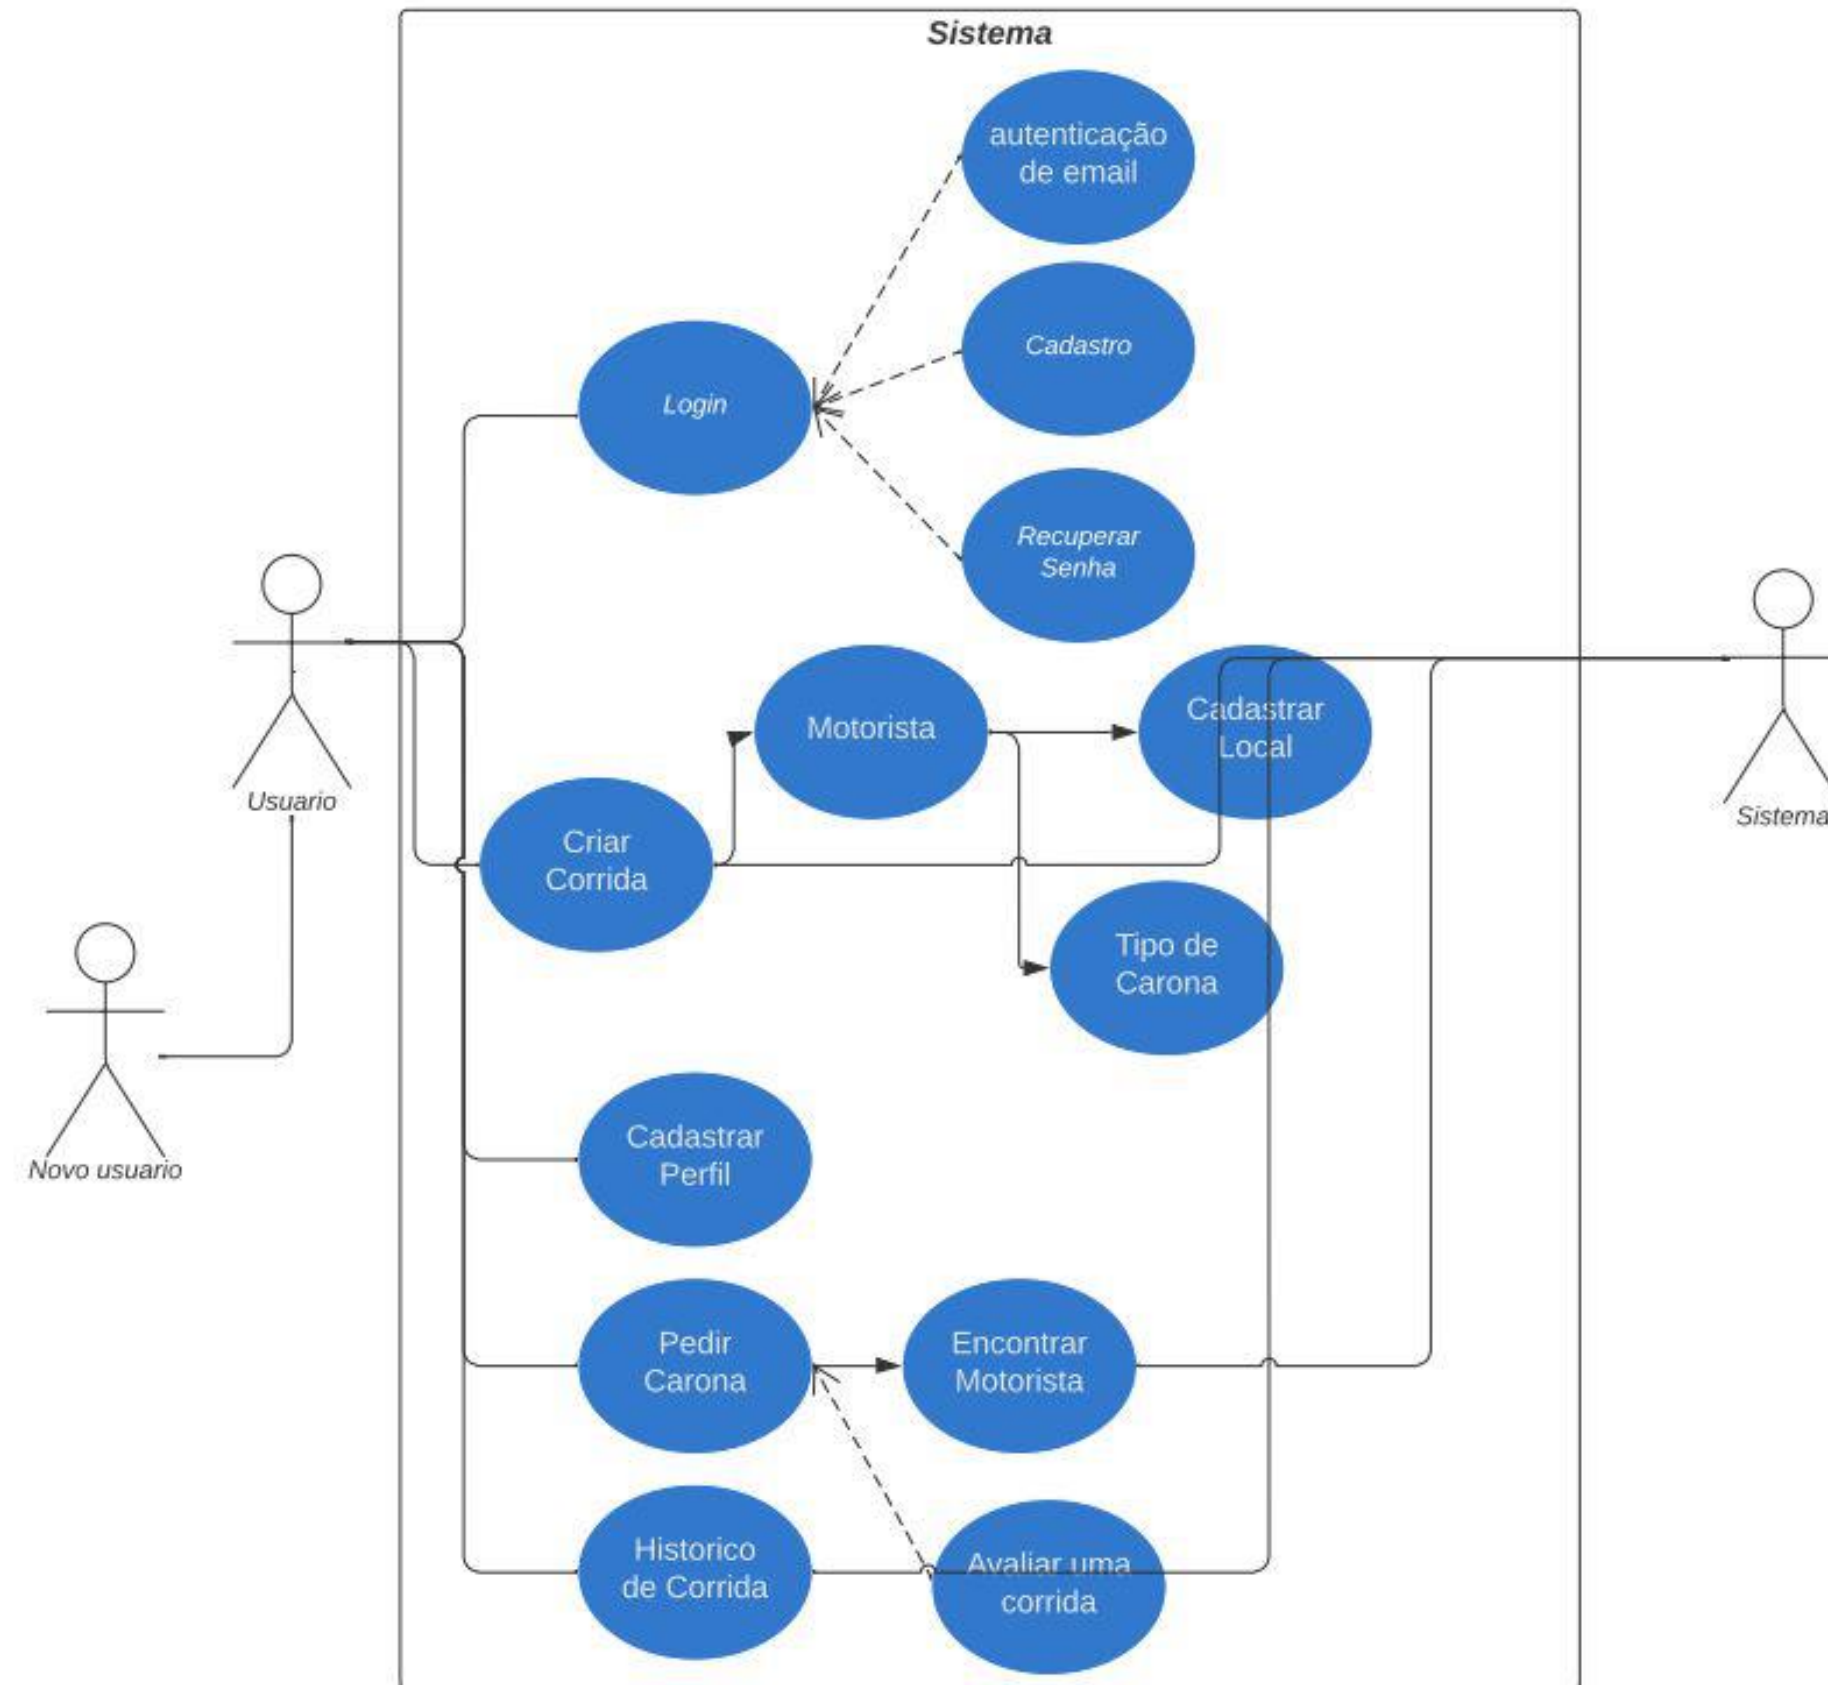 Sistema
autenticação
de email
Cadastro
Login
Recuperar
Senha
Usuario
Motorista
Cadastrar
Local
Sistema
Criar
Corrida
Tipo de
Carona
Novo usuario
Cadastrar
Perfil
Pedir
Carona
Encontrar
Motorista
Historico
de Corrida
Avaliar uma
corrida